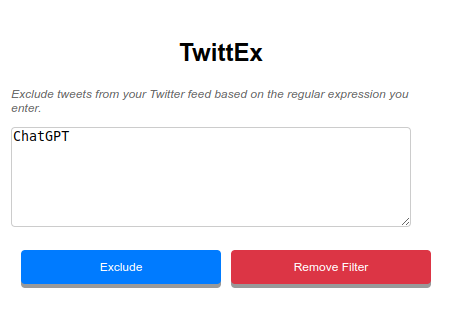 TwittEx
Exclude tweets from your Twitter feed based on the regular expression you
enter.
ChatGPT
Exclude
Remove Filter